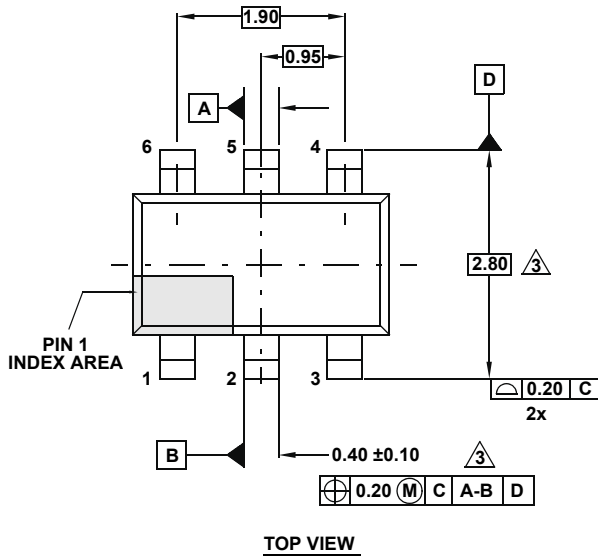 1.90
0.95
A
D
6 5 4
2.80 3
PIN 1
INDEX AREA
1 2 3
⌓ 0.20 C
2x
B
0.40 ±0.10 3
⌖ 0.20 Ⓜ C A-B D
TOP VIEW